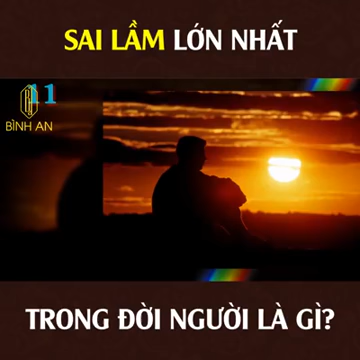 SAI LẦM LỚN NHẤT
11
BÌNH AN
TRONG ĐỜI NGƯỜI LÀ GÌ?